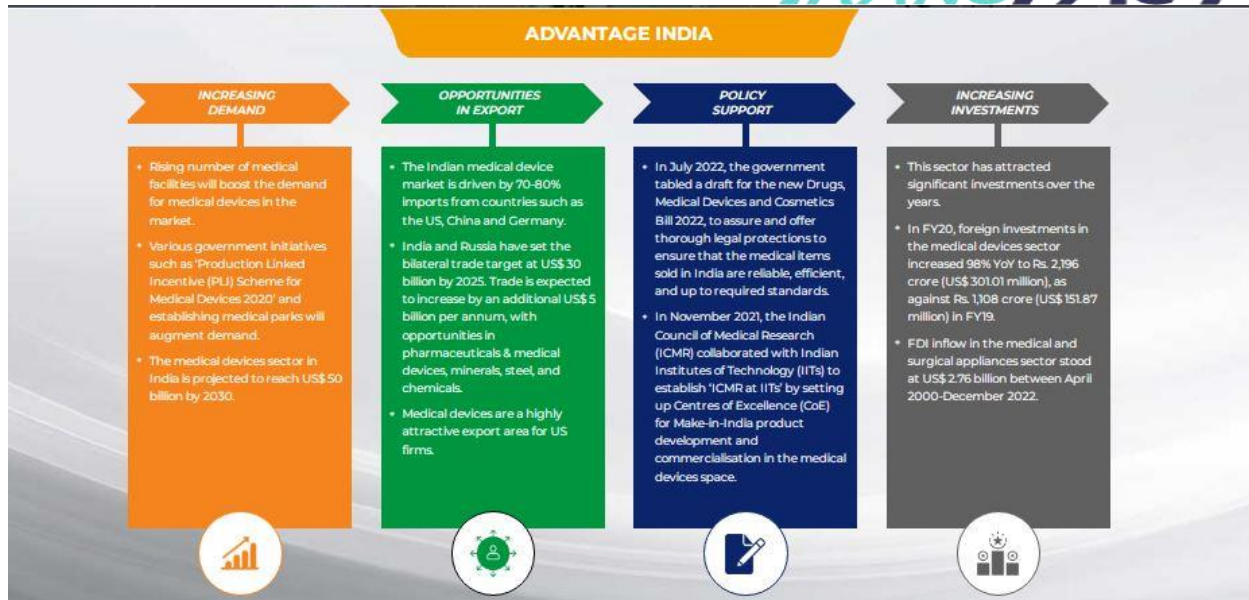 ADVANTAGE INDIA
INCREASING
DEMAND
• Rising number of medical
facilities will boost the demand
for medical devices in the
market.
• Various government initiatives
such as 'Production Linked
Incentive (PLI) Scheme for
Medical Devices 2020' and
establishing medical parks will
augment demand.
• The medical devices sector in
India is projected to reach US$ 50
billion by 2030.
OPPORTUNITIES
IN EXPORT
• The Indian medical device
market is driven by 70-80%
imports from countries such as
the US, China and Germany.
• India and Russia have set the
bilateral trade target at US$ 30
billion by 2025. Trade is expected
to increase by an additional US$ 5
billion per annum, with
opportunities in
pharmaceuticals & medical
devices, minerals, steel, and
chemicals.
• Medical devices are a highly
attractive export area for US
firms.
POLICY
SUPPORT
• In July 2022, the government
tabled a draft for the new Drugs,
Medical Devices and Cosmetics
Bill 2022, to assure and offer
thorough legal protections to
ensure that the medical items
sold in India are reliable, efficient,
and up to required standards.
• In November 2021, the Indian
Council of Medical Research
(ICMR) collaborated with Indian
Institutes of Technology (IITs) to
establish 'ICMR at IITs' by setting
up Centres of Excellence (CoE)
for Make-in-India product
development and
commercialisation in the medical
devices space.
INCREASING
INVESTMENTS
• This sector has attracted
significant investments over the
years.
• In FY20, foreign investments in
the medical devices sector
increased 98% YoY to Rs. 2,196
crore (US$ 301.01 million), as
against Rs. 1,108 crore (US$ 151.87
million) in FY19.
• FDI inflow in the medical and
surgical appliances sector stood
at US$ 2.76 billion between April
2000-December 2022.